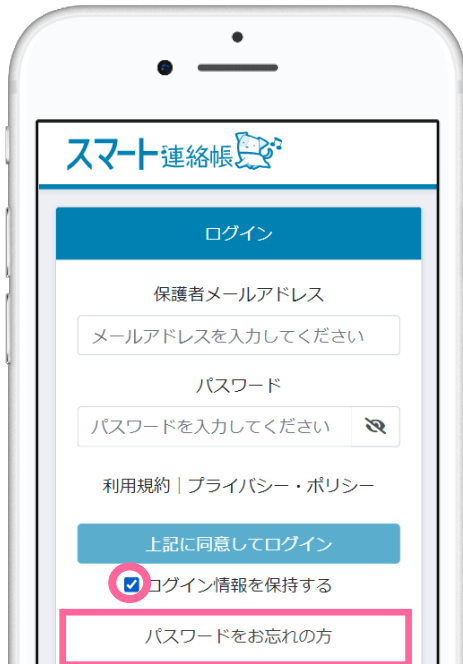 スマート連絡帳
ログイン
保護者メールアドレス
メールアドレスを入力してください
パスワード
パスワードを入力してください
利用規約｜プライバシー・ポリシー
上記に同意してログイン
ログイン情報を保持する
パスワードをお忘れの方